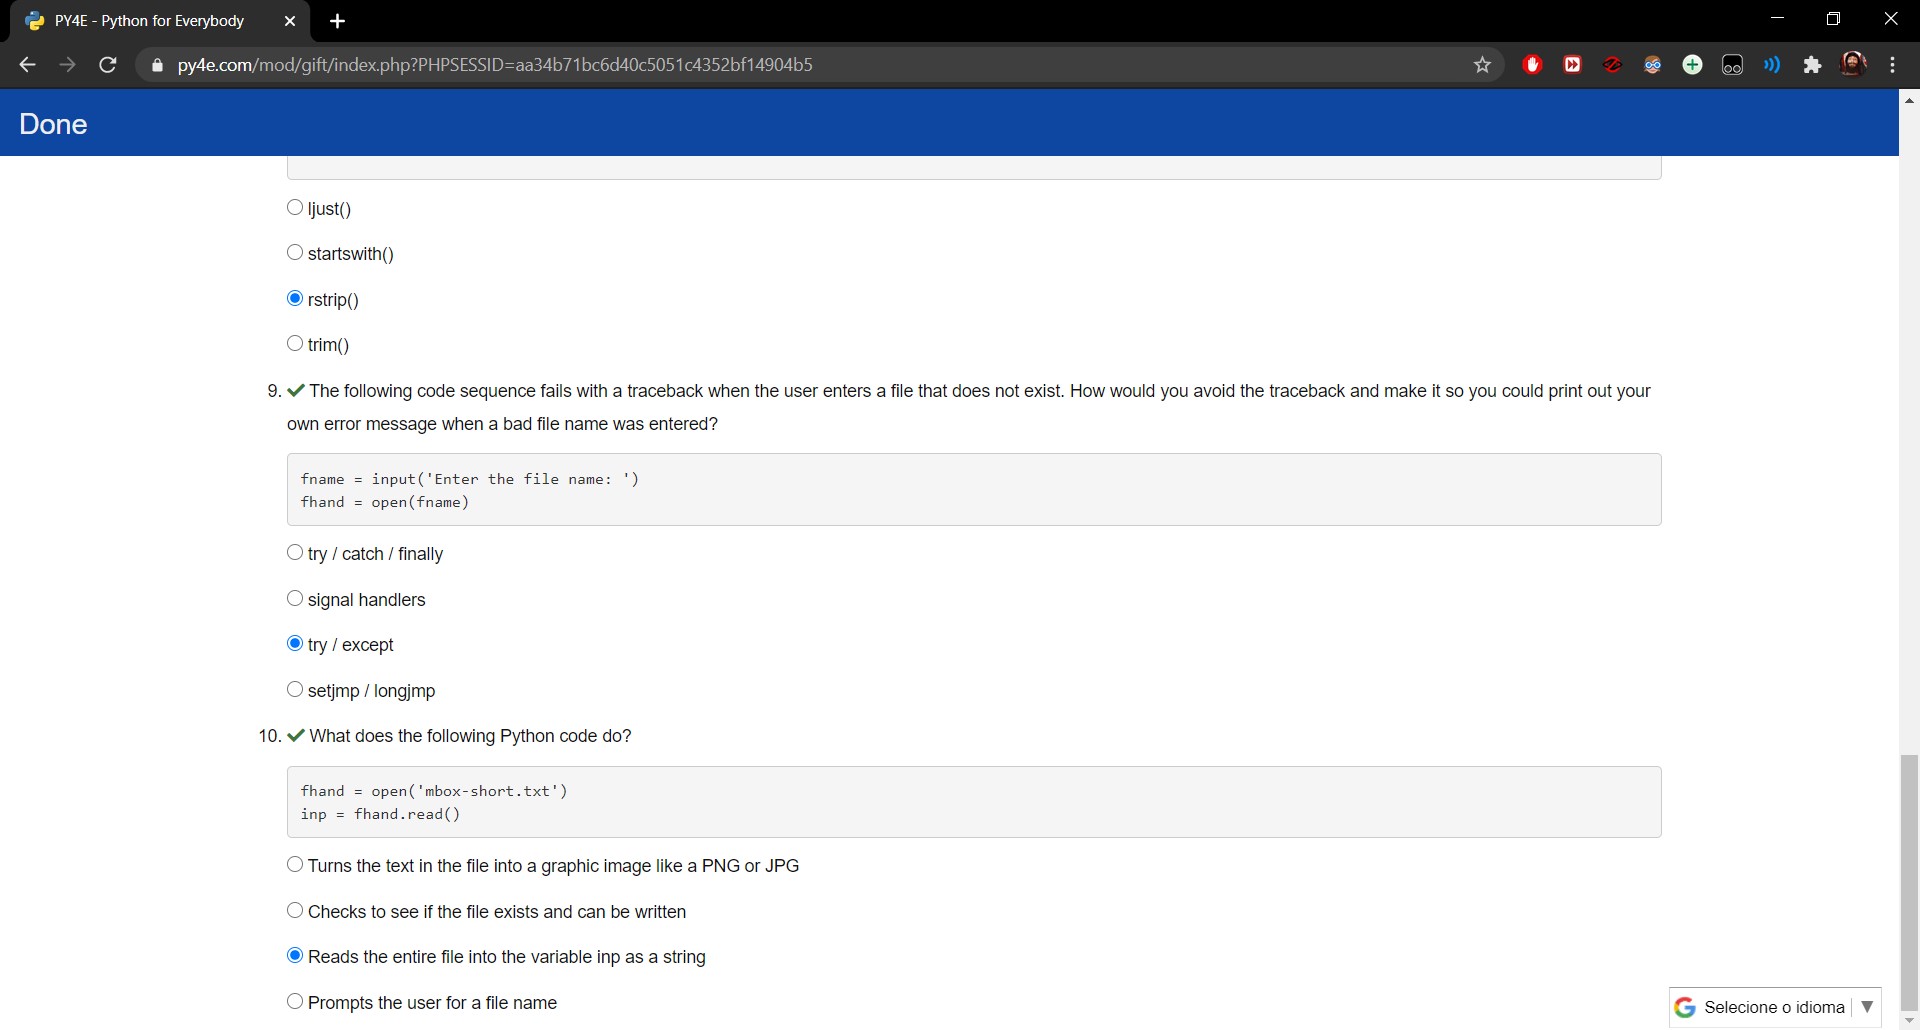 PY4E - Python for Everybody
py4e.com/mod/gift/index.php?PHPSESSID=aa34b71bc6d40c5051c4352bf14904b5
Done
ljust()
startswith()
rstrip()
trim()
9. The following code sequence fails with a traceback when the user enters a file that does not exist. How would you avoid the traceback and make it so you could print out your
own error message when a bad file name was entered?
fname = input('Enter the file name: ')
fhand = open(fname)
try / catch / finally
signal handlers
try / except
setjmp / longjmp
10. What does the following Python code do?
fhand = open('mbox-short.txt')
inp = fhand.read()
Turns the text in the file into a graphic image like a PNG or JPG
Checks to see if the file exists and can be written
Reads the entire file into the variable inp as a string
Prompts the user for a file name
Selecione o idioma